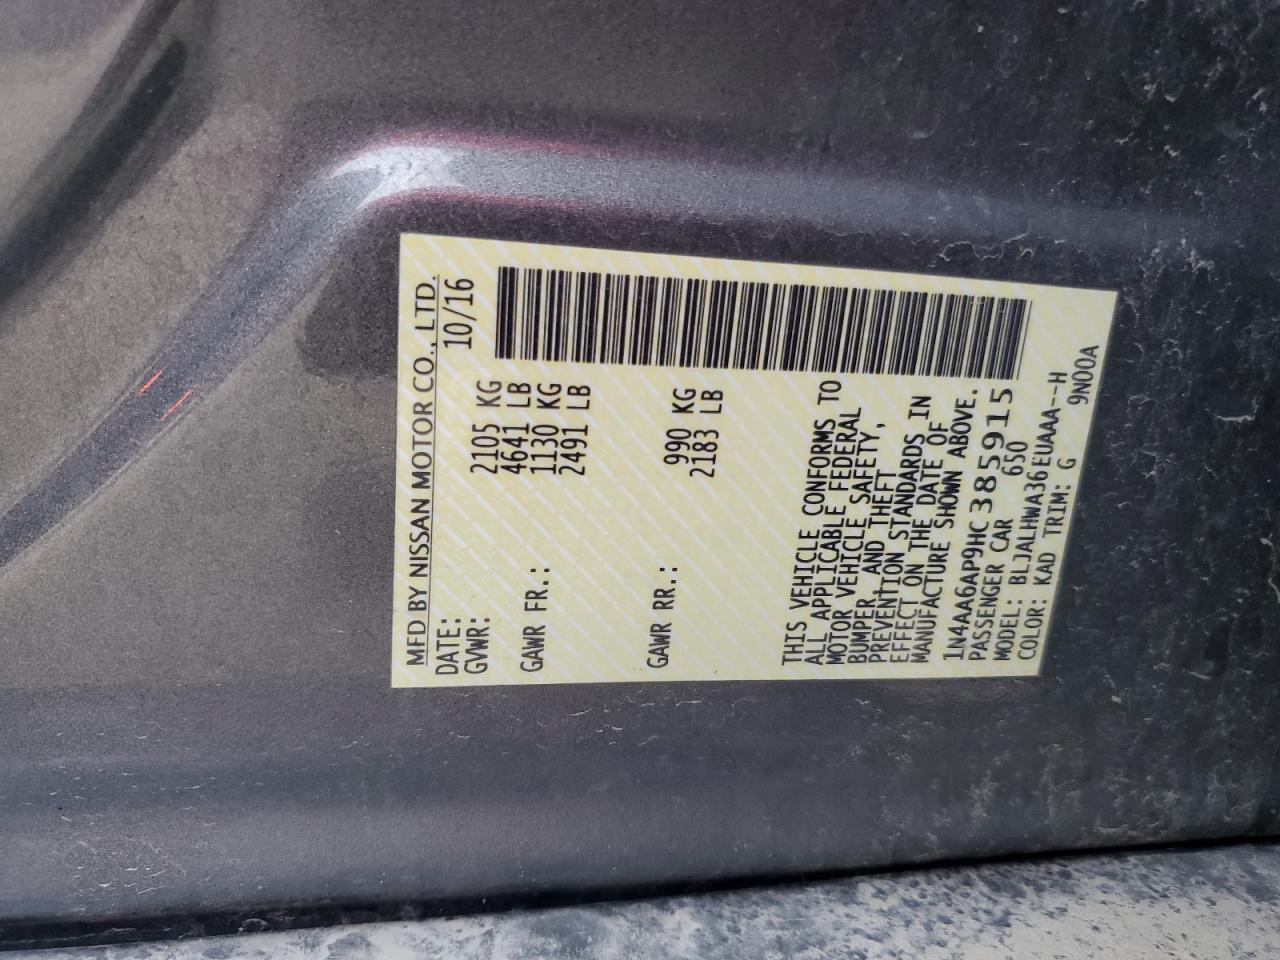 MFD BY NISSAN MOTOR CO., LTD.
DATE: 10/16
GVWR: 2105 KG
4641 LB
GAWR FR.: 1130 KG
2491 LB
GAWR RR.: 990 KG
2183 LB
THIS VEHICLE CONFORMS TO
ALL APPLICABLE FEDERAL
MOTOR VEHICLE SAFETY,
BUMPER, AND THEFT
PREVENTION STANDARDS IN
EFFECT ON THE DATE OF
MANUFACTURE SHOWN ABOVE.
1N4AA6AP9HC385915
PASSENGER CAR 650
MODEL: BLJALHWA36EUAAA--H
COLOR: KAD TRIM: G 9N00A